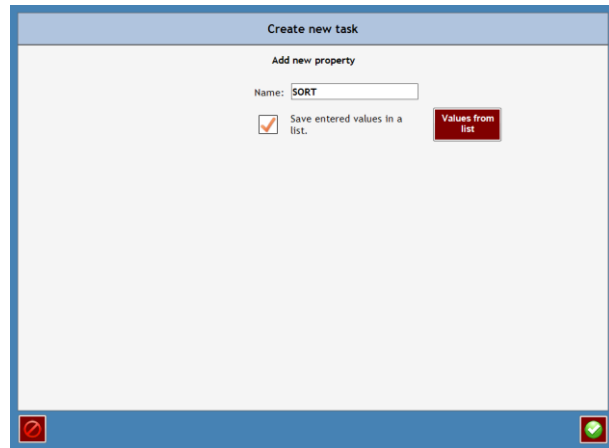 Create new task
Add new property
Name: SORT
Save entered values in a
list.
Values from
list